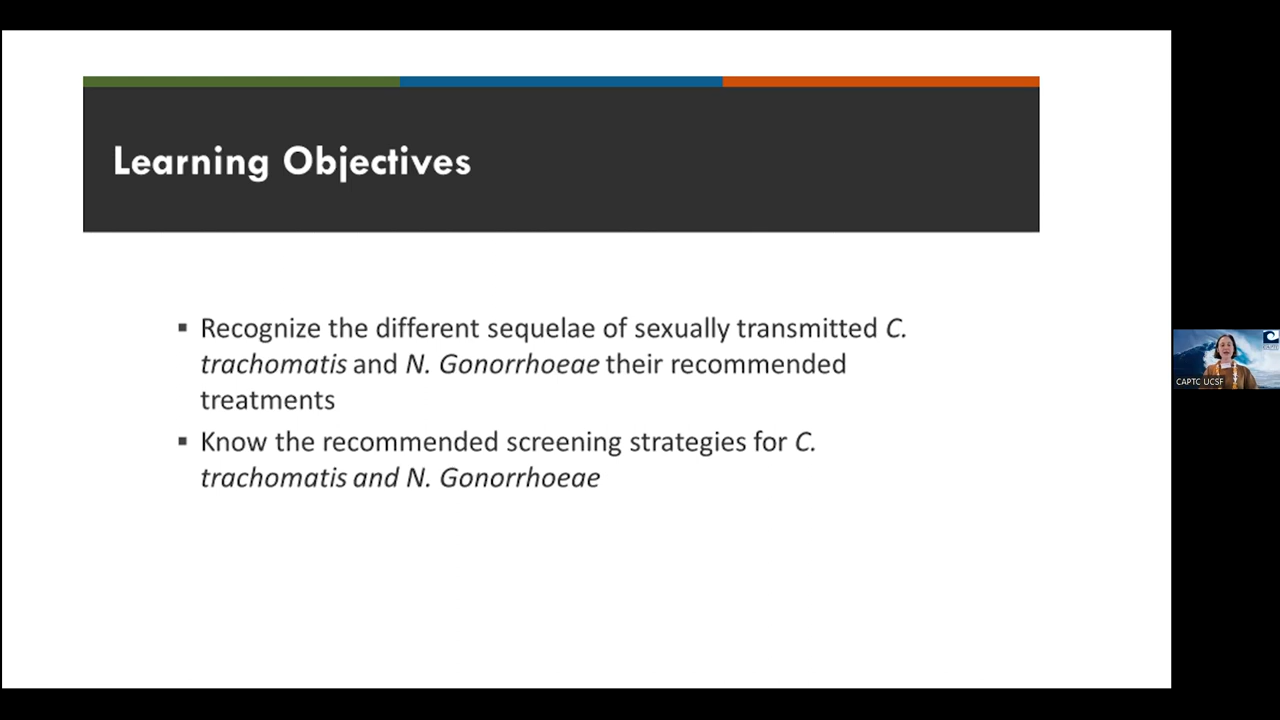 Learning Objectives
▪ Recognize the different sequelae of sexually transmitted C.
trachomatis and N. Gonorrhoeae their recommended
treatments
▪ Know the recommended screening strategies for C.
trachomatis and N. Gonorrhoeae
CAPTC UCSF